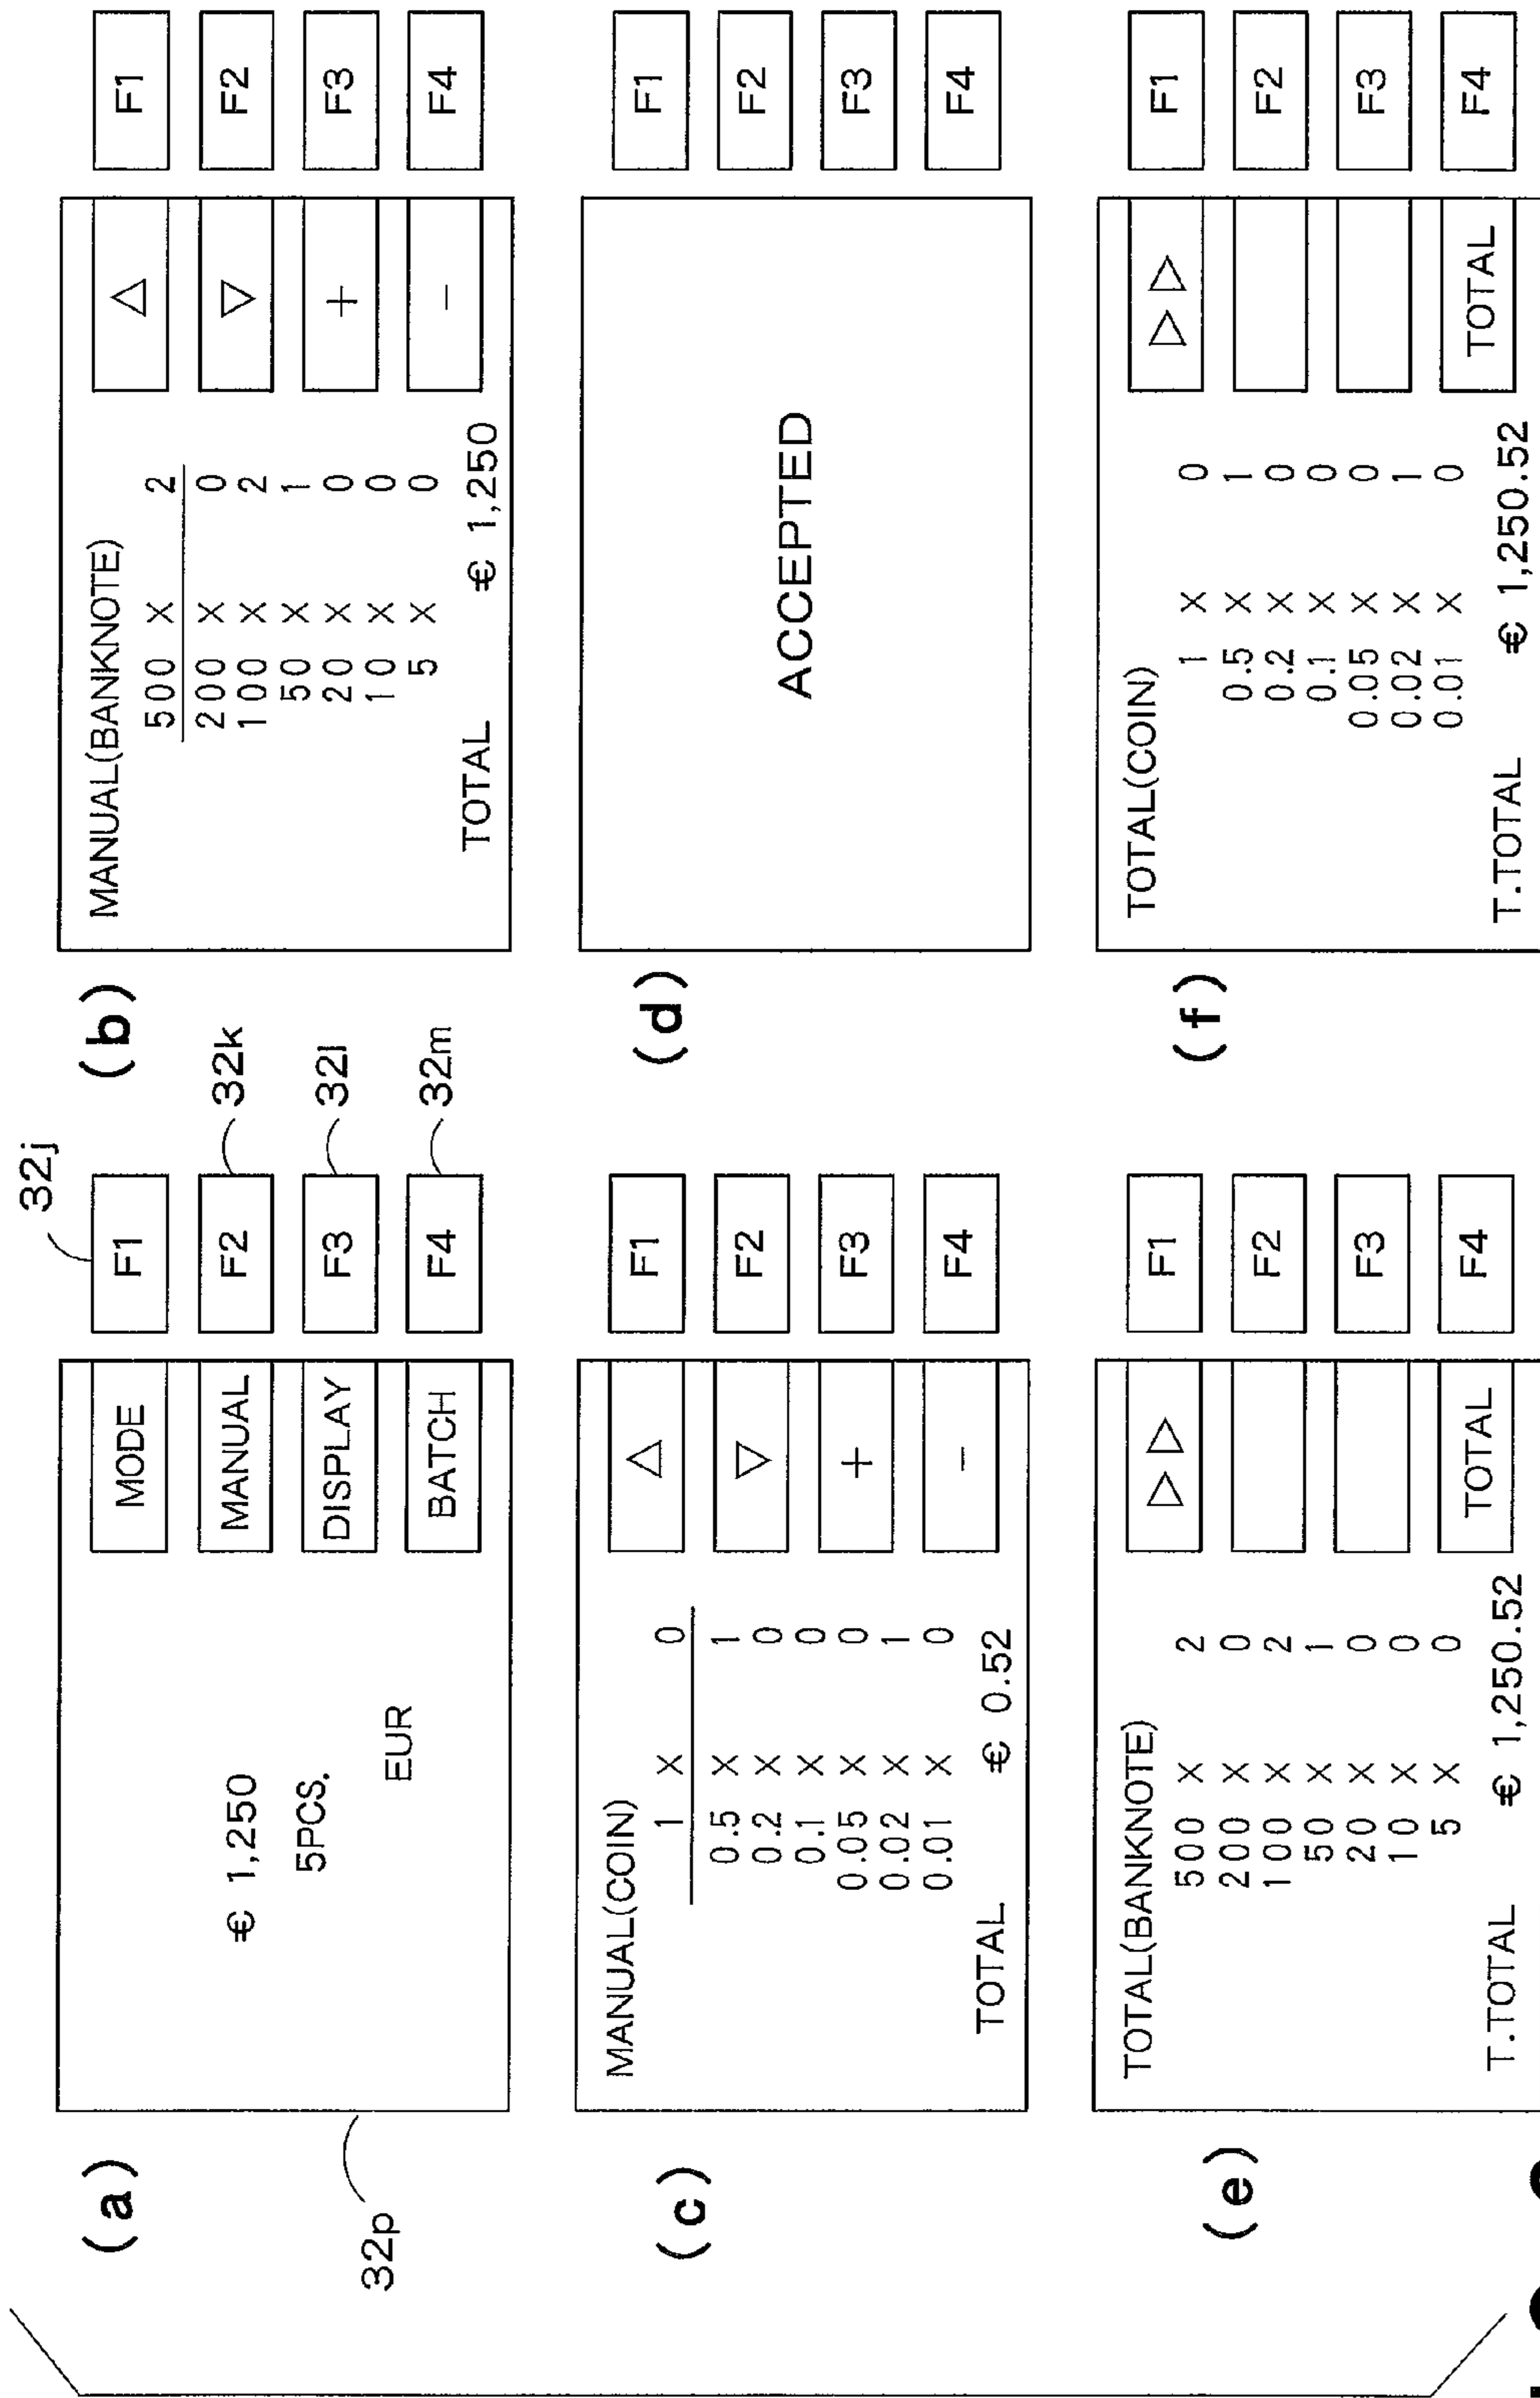 (a)
32p
€ 1,250
5PCS.
EUR
MODE
MANUAL
DISPLAY
BATCH
F1
F2
F3
F4
32j
32k
32l
32m
(b)
MANUAL(BANKNOTE)
500 × 2
200 × 0
100 × 2
50 × 1
20 × 0
10 × 0
5 × 0
TOTAL € 1,250
△
▽
+
-
F1
F2
F3
F4
(c)
MANUAL(COIN)
1 × 0
0.5 × 1
0.2 × 0
0.1 × 0
0.05 × 0
0.02 × 1
0.01 × 0
TOTAL € 0.52
△
▽
+
-
F1
F2
F3
F4
(d)
ACCEPTED
F1
F2
F3
F4
(e)
TOTAL(BANKNOTE)
500 × 2
200 × 0
100 × 2
50 × 1
20 × 0
10 × 0
5 × 0
T.TOTAL € 1,250.52
▷▷
TOTAL
F1
F2
F3
F4
(f)
TOTAL(COIN)
1 × 0
0.5 × 1
0.2 × 0
0.1 × 0
0.05 × 0
0.02 × 1
0.01 × 0
T.TOTAL € 1,250.52
▷▷
TOTAL
F1
F2
F3
F4